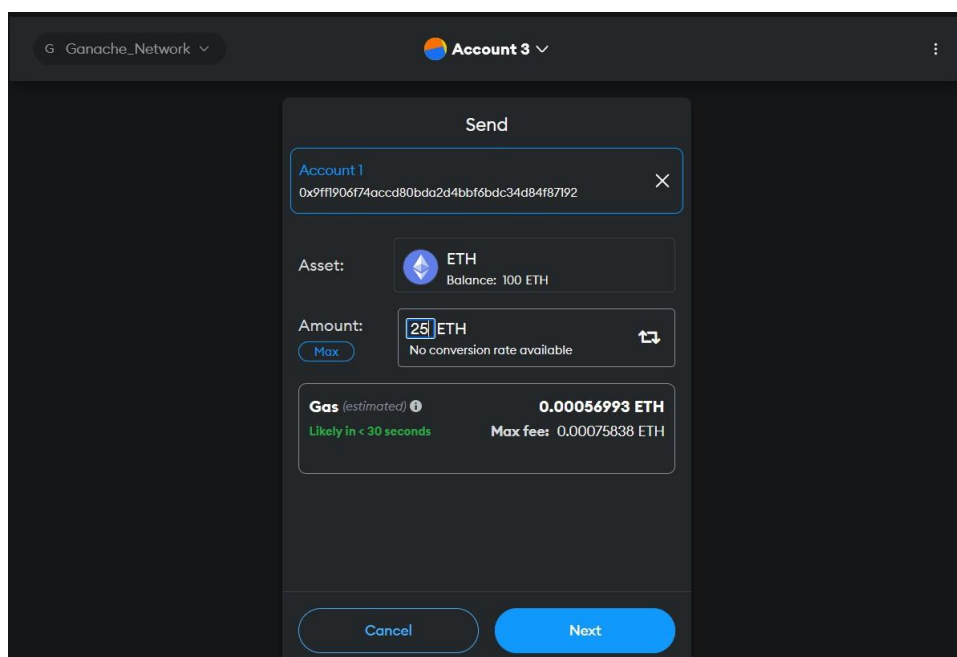 G Ganache_Network
Account 3
Send
Account 1
0x9ff1906f74accd80bda2d4bbf6bdc34d84f87192
Asset:
ETH
Balance: 100 ETH
Amount:
Max
25 ETH
No conversion rate available
Gas (estimated)
0.00056993 ETH
Likely in < 30 seconds
Max fee: 0.00075838 ETH
Cancel
Next